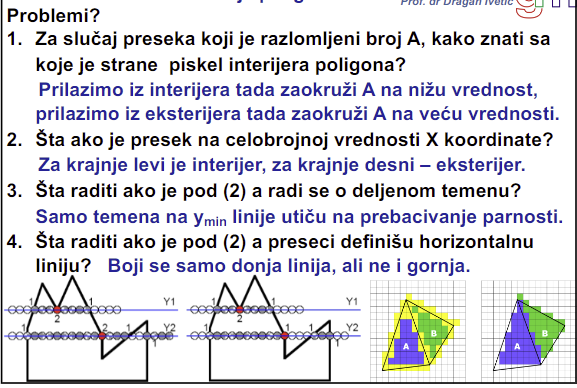 Prof. dr Dragan Ivetić
Problemi?
1. Za slučaj preseka koji je razlomljeni broj A, kako znati sa
koje je strane piskel interijera poligona?
Prilazimo iz interijera tada zaokruži A na nižu vrednost,
prilazimo iz eksterijera tada zaokruži A na veću vrednosti.
2. Šta ako je presek na celobrojnoj vrednosti X koordinate?
Za krajnje levi je interijer, za krajnje desni – eksterijer.
3. Šta raditi ako je pod (2) a radi se o deljenom temenu?
Samo temena na ymin linije utiču na prebacivanje parnosti.
4. Šta raditi ako je pod (2) a preseci definišu horizontalnu
liniju? Boji se samo donja linija, ali ne i gornja.
1 1 Y1
2
1 2 Y2
1
1 1 Y1
2
1 1 1 Y2
1
A B
A B